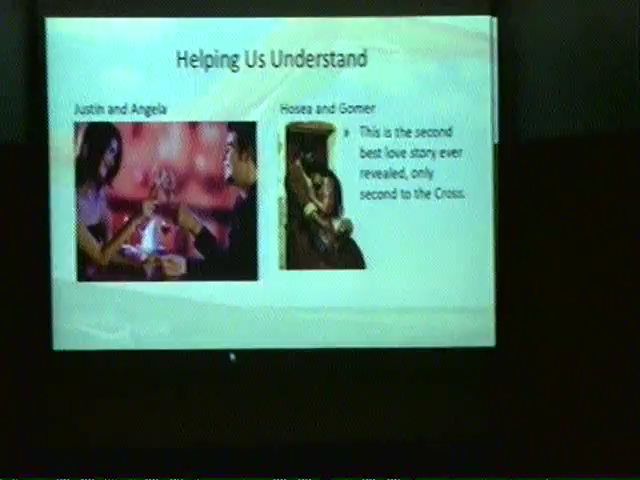 Helping Us Understand
Justin and Angela
Hosea and Gomer
This is the second
best love story ever
revealed, only
second to the Cross.